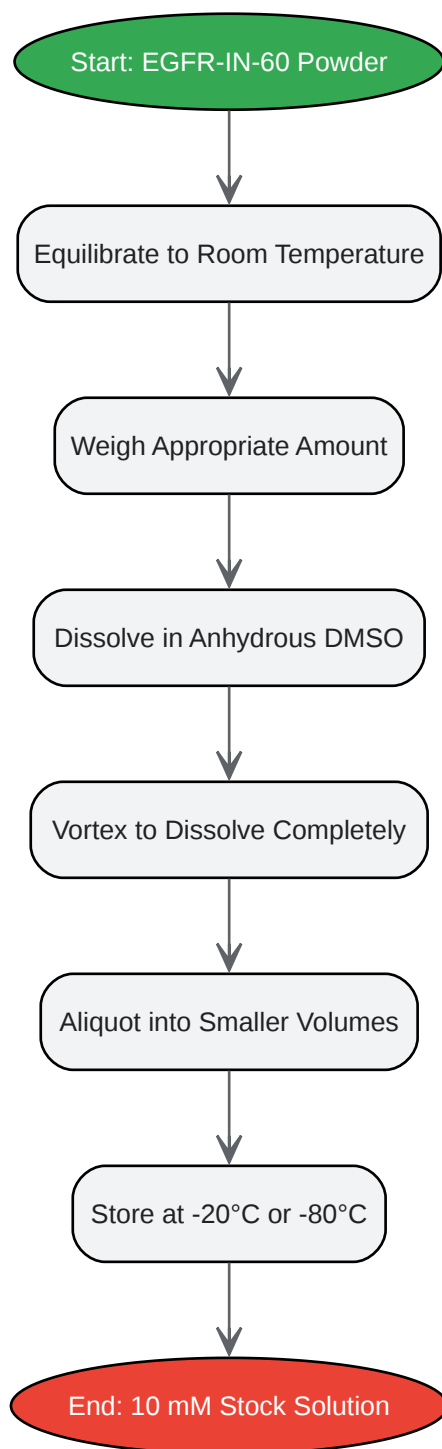 Start: EGFR-IN-60 Powder
Equilibrate to Room Temperature
Weigh Appropriate Amount
Dissolve in Anhydrous DMSO
Vortex to Dissolve Completely
Aliquot into Smaller Volumes
Store at -20°C or -80°C
End: 10 mM Stock Solution